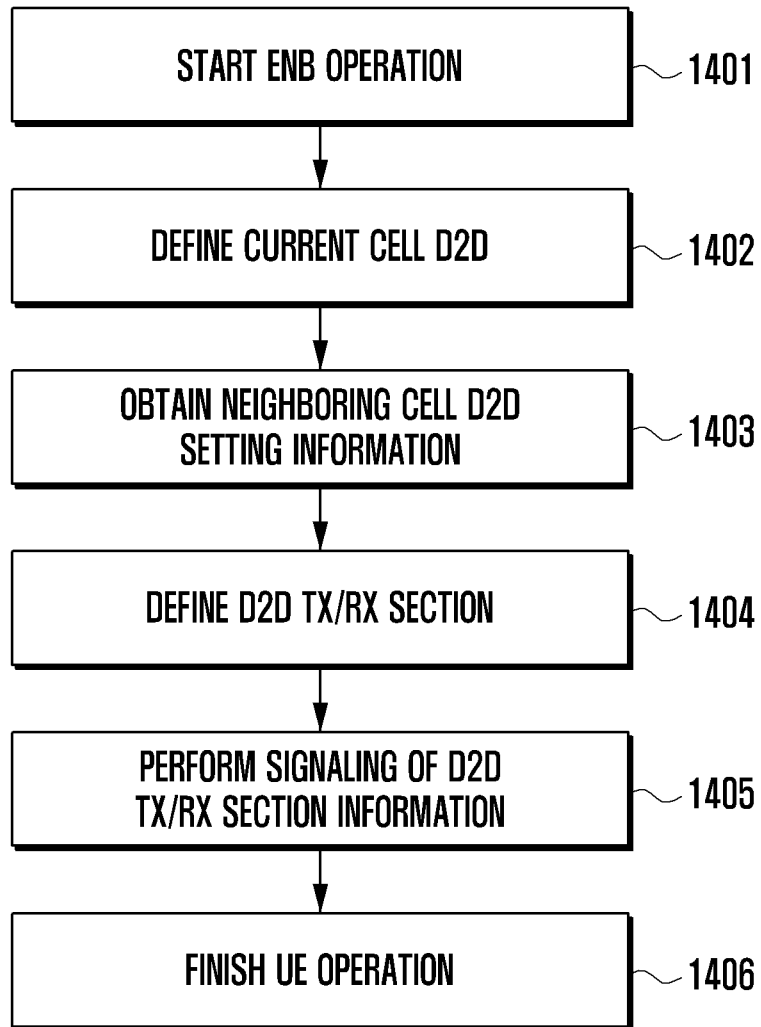 START ENB OPERATION
1401
DEFINE CURRENT CELL D2D
1402
OBTAIN NEIGHBORING CELL D2D
SETTING INFORMATION
1403
DEFINE D2D TX/RX SECTION
1404
PERFORM SIGNALING OF D2D
TX/RX SECTION INFORMATION
1405
FINISH UE OPERATION
1406